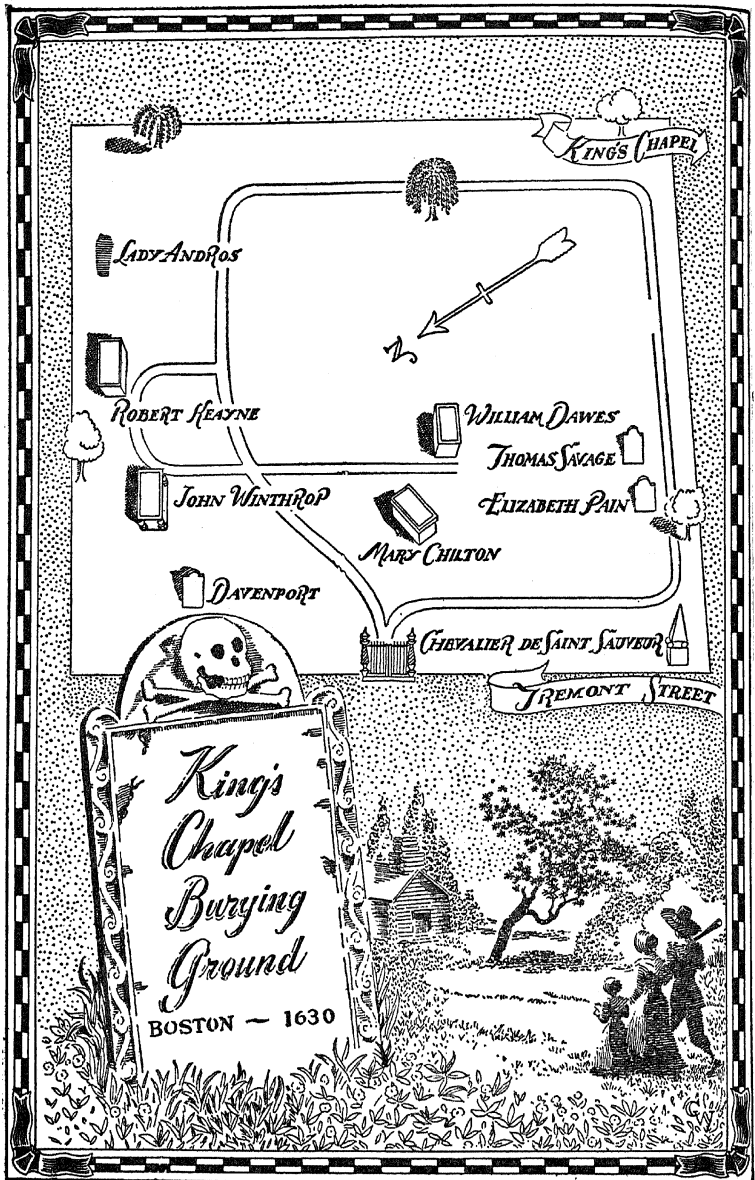 KING'S CHAPEL
LADY ANDROS
N
ROBERT KEAYNE
WILLIAM DAWES
THOMAS SAVAGE
JOHN WINTHROP
ELIZABETH PAIN
MARY CHILTON
DAVENPORT
CHEVALIER DE SAINT SAUVEUR
TREMONT STREET
King's
Chapel
Burying
Ground
BOSTON ~ 1630